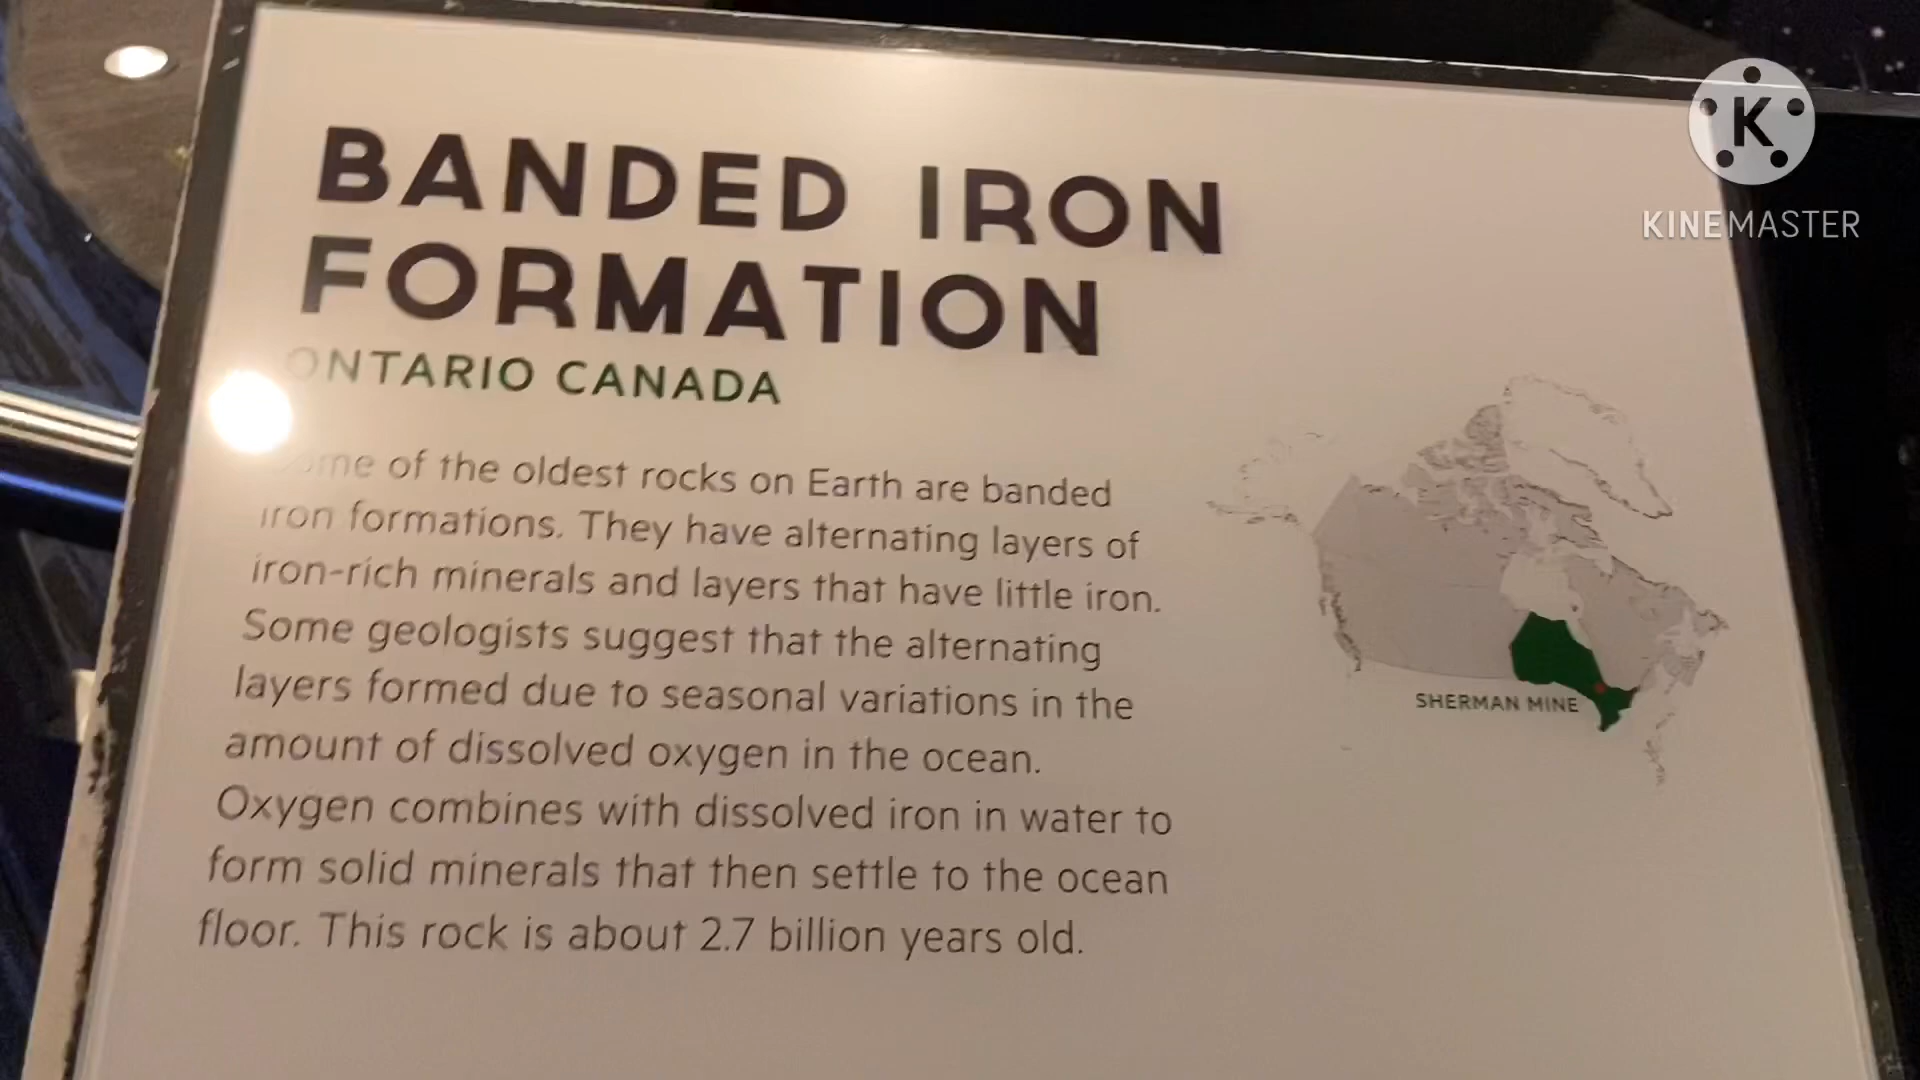 BANDED IRON
FORMATION
ONTARIO CANADA
Some of the oldest rocks on Earth are banded
iron formations. They have alternating layers of
iron-rich minerals and layers that have little iron.
Some geologists suggest that the alternating
layers formed due to seasonal variations in the
amount of dissolved oxygen in the ocean.
Oxygen combines with dissolved iron in water to
form solid minerals that then settle to the ocean
floor. This rock is about 2.7 billion years old.
SHERMAN MINE
K
KINEMASTER